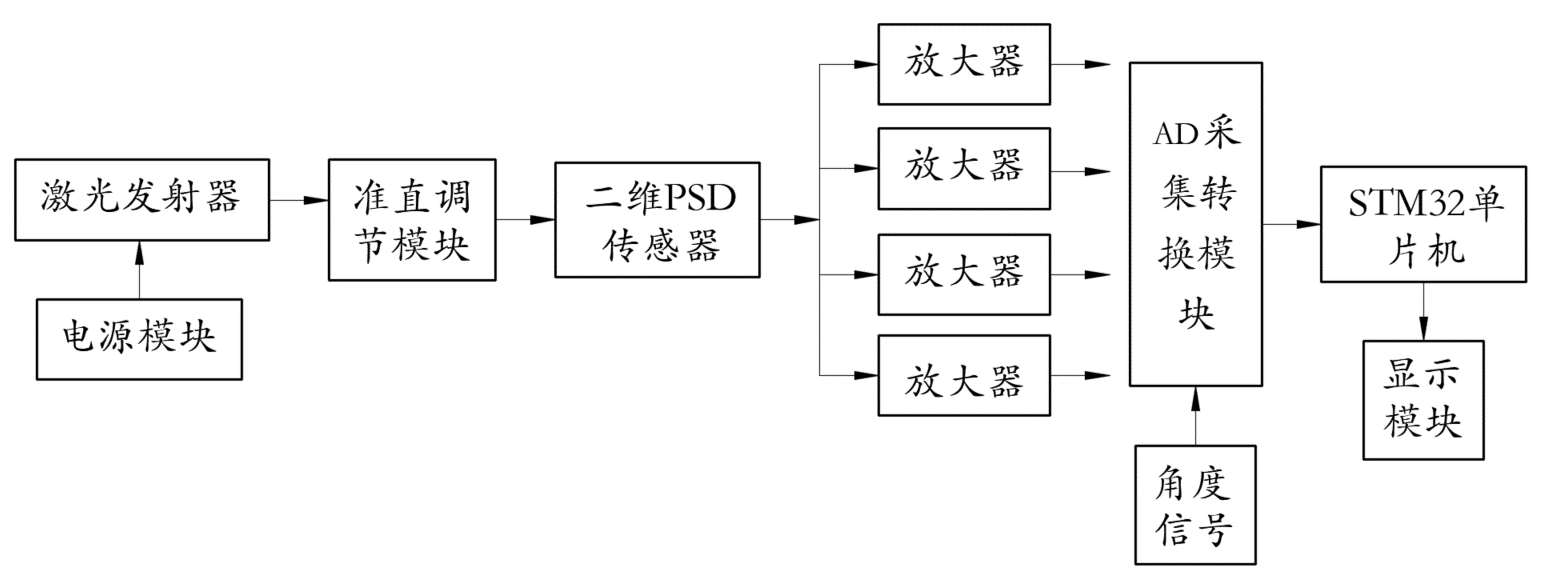 激光发射器
电源模块
准直调
节模块
二维PSD
传感器
放大器
放大器
放大器
放大器
AD采
集转
换模
块
角度
信号
STM32单
片机
显示
模块